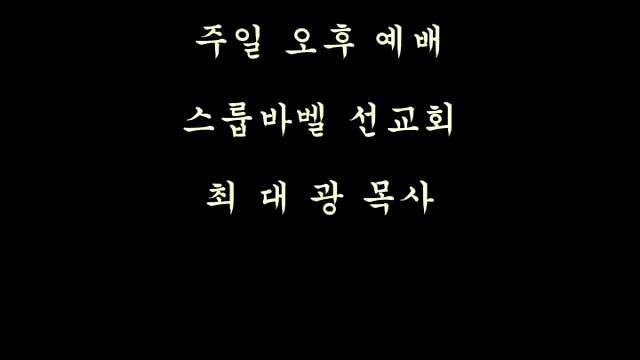 주일 오후 예배
스룹바벨 선교회
최 대 광 목사